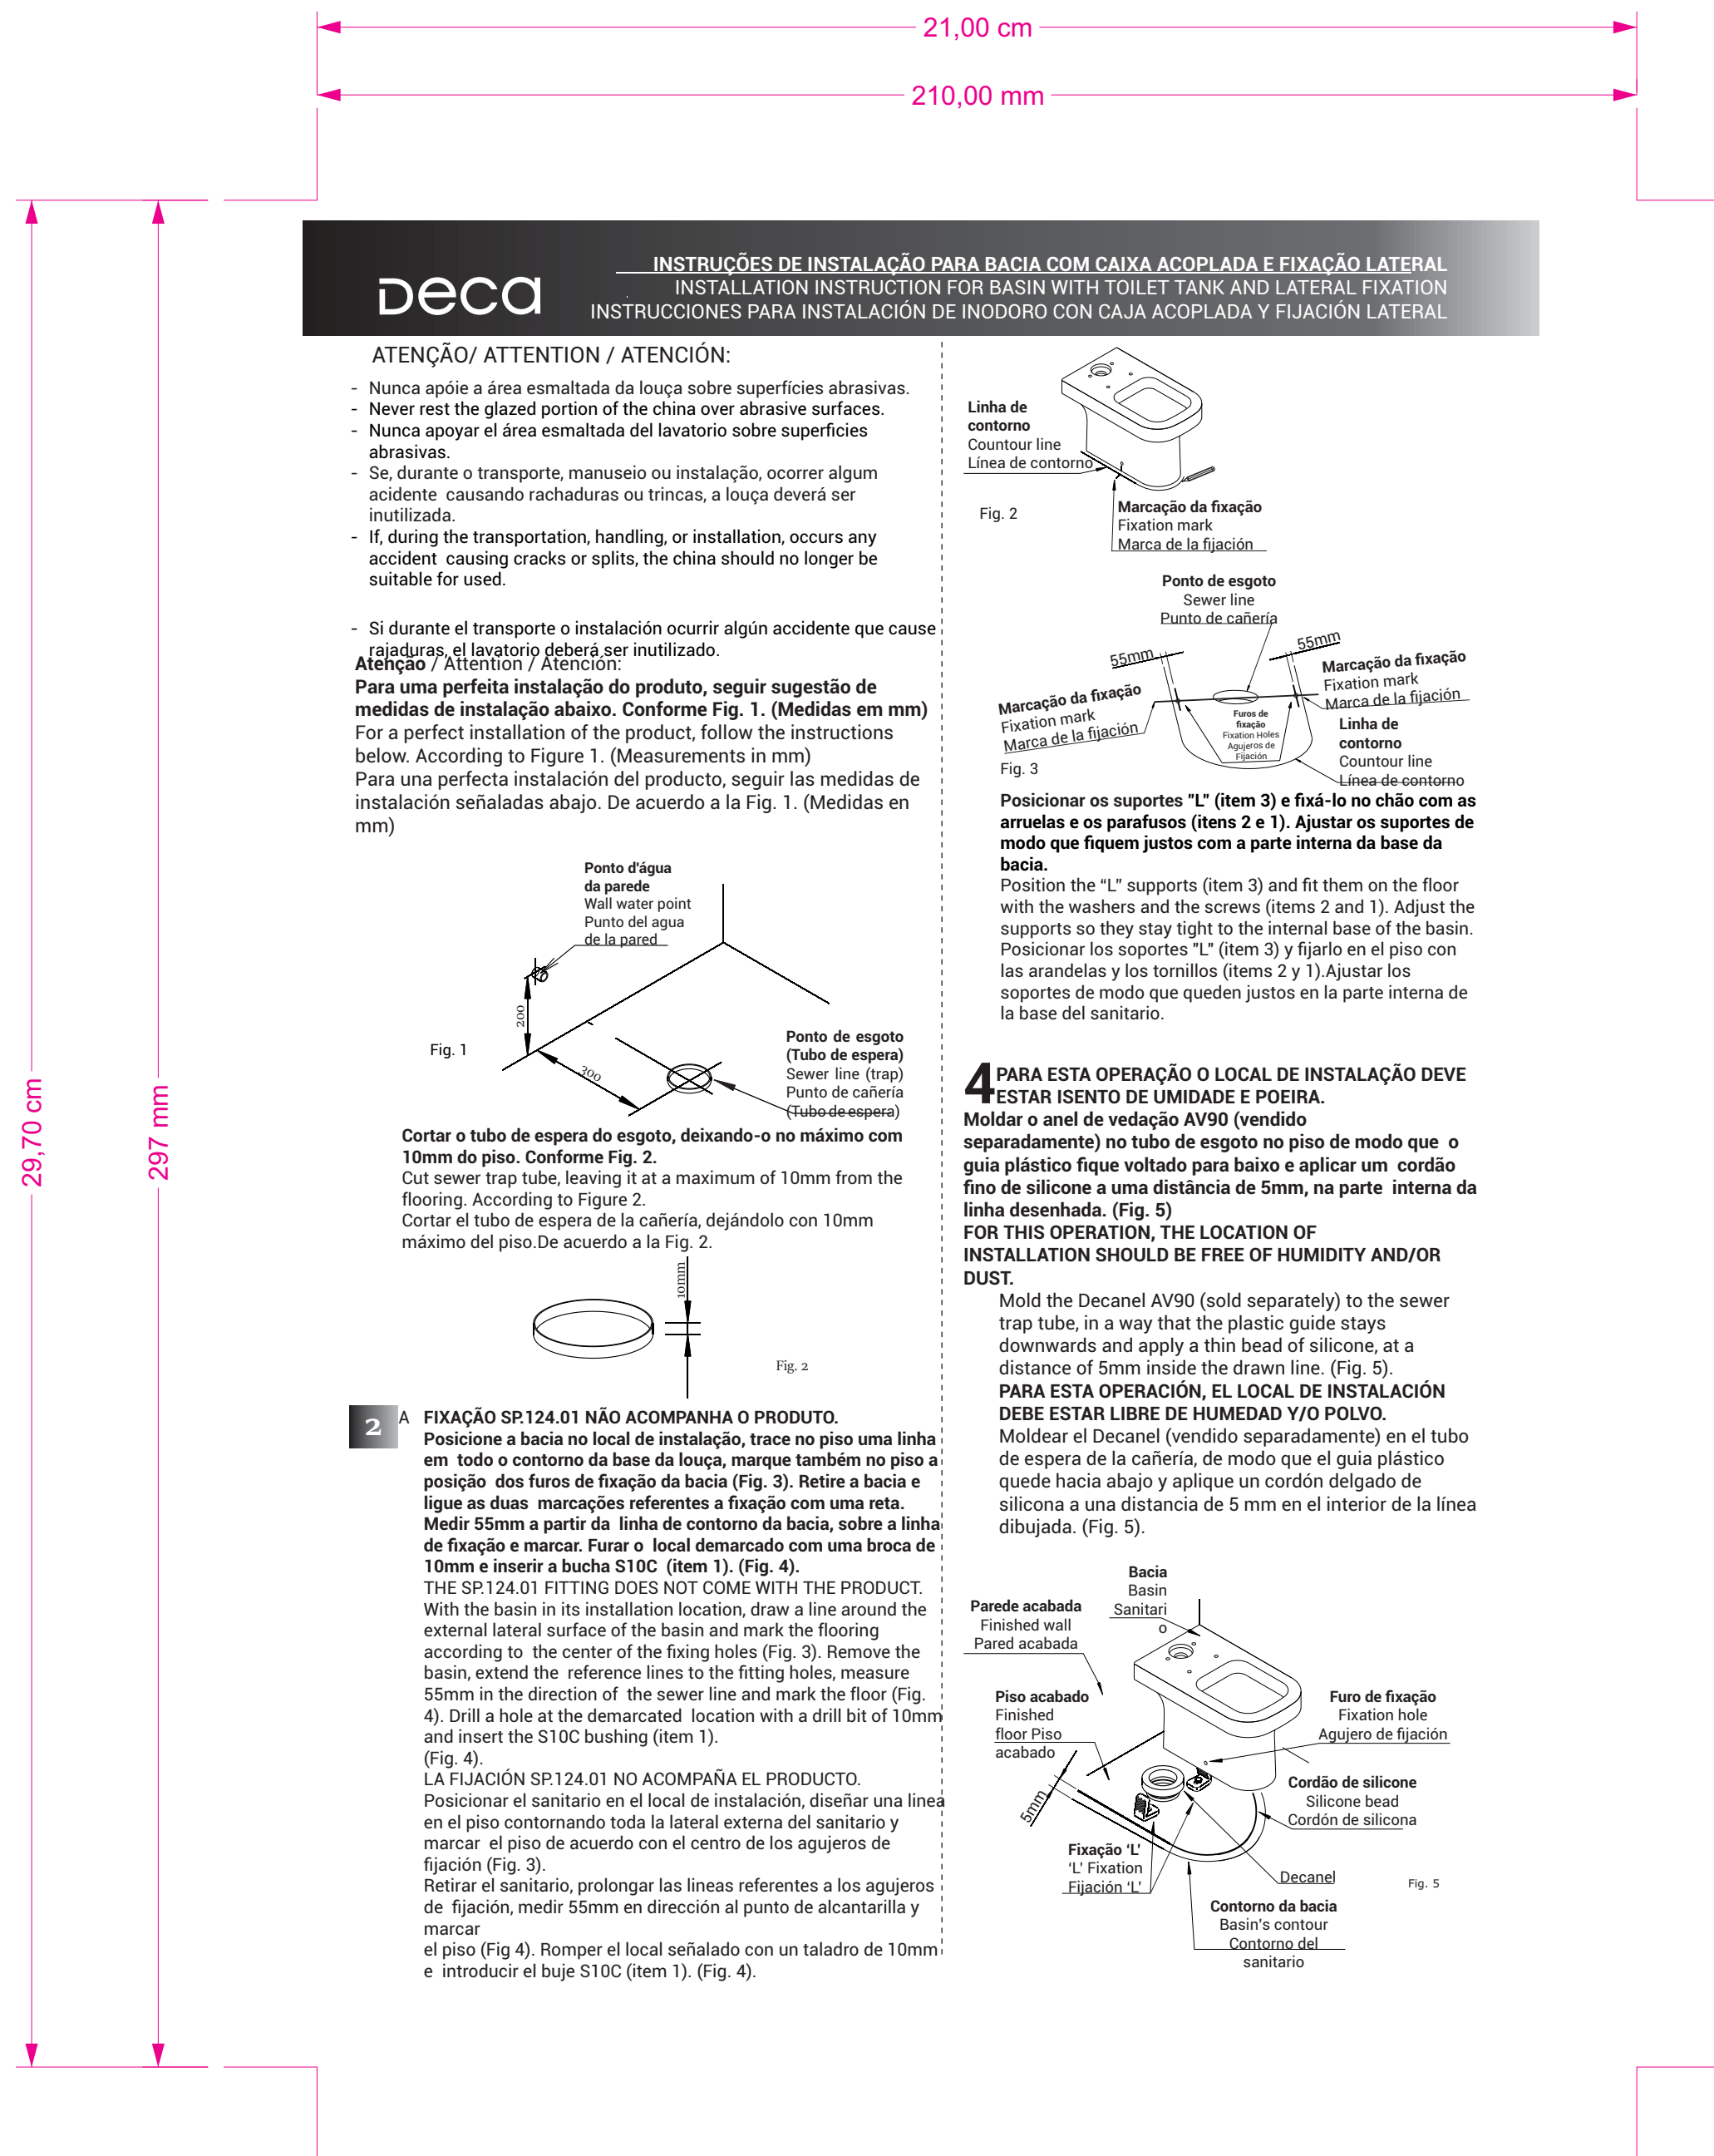 21,00 cm
210,00 mm
29,70 cm
297 mm
Deca
INSTRUÇÕES DE INSTALAÇÃO PARA BACIA COM CAIXA ACOPLADA E FIXAÇÃO LATERAL
INSTALLATION INSTRUCTION FOR BASIN WITH TOILET TANK AND LATERAL FIXATION
INSTRUCCIONES PARA INSTALACIÓN DE INODORO CON CAJA ACOPLADA Y FIJACIÓN LATERAL
ATENÇÃO/ ATTENTION / ATENCIÓN:
- Nunca apóie a área esmaltada da louça sobre superfícies abrasivas.
- Never rest the glazed portion of the china over abrasive surfaces.
- Nunca apoyar el área esmaltada del lavatorio sobre superficies
abrasivas.
- Se, durante o transporte, manuseio ou instalação, ocorrer algum
acidente causando rachaduras ou trincas, a louça deverá ser
inutilizada.
- If, during the transportation, handling, or installation, occurs any
accident causing cracks or splits, the china should no longer be
suitable for used.
- Si durante el transporte o instalación ocurrir algún accidente que cause
rajaduras, el lavatorio deberá ser inutilizado.
Atenção / Attention / Atención:
Para uma perfeita instalação do produto, seguir sugestão de
medidas de instalação abaixo. Conforme Fig. 1. (Medidas em mm)
For a perfect installation of the product, follow the instructions
below. According to Figure 1. (Measurements in mm)
Para una perfecta instalación del producto, seguir las medidas de
instalación señaladas abajo. De acuerdo a la Fig. 1. (Medidas en
mm)
Ponto d'água
da parede
Wall water point
Punto del agua
de la pared
200
300
Fig. 1
Ponto de esgoto
(Tubo de espera)
Sewer line (trap)
Punto de cañería
(Tubo de espera)
Cortar o tubo de espera do esgoto, deixando-o no máximo com
10mm do piso. Conforme Fig. 2.
Cut sewer trap tube, leaving it at a maximum of 10mm from the
flooring. According to Figure 2.
Cortar el tubo de espera de la cañería, dejándolo con 10mm
máximo del piso.De acuerdo a la Fig. 2.
10mm
Fig. 2
2
A FIXAÇÃO SP.124.01 NÃO ACOMPANHA O PRODUTO.
Posicione a bacia no local de instalação, trace no piso uma linha
em todo o contorno da base da louça, marque também no piso a
posição dos furos de fixação da bacia (Fig. 3). Retire a bacia e
ligue as duas marcações referentes a fixação com uma reta.
Medir 55mm a partir da linha de contorno da bacia, sobre a linha
de fixação e marcar. Furar o local demarcado com uma broca de
10mm e inserir a bucha S10C (item 1). (Fig. 4).
THE SP.124.01 FITTING DOES NOT COME WITH THE PRODUCT.
With the basin in its installation location, draw a line around the
external lateral surface of the basin and mark the flooring
according to the center of the fixing holes (Fig. 3). Remove the
basin, extend the reference lines to the fitting holes, measure
55mm in the direction of the sewer line and mark the floor (Fig.
4). Drill a hole at the demarcated location with a drill bit of 10mm
and insert the S10C bushing (item 1).
(Fig. 4).
LA FIJACIÓN SP.124.01 NO ACOMPAÑA EL PRODUCTO.
Posicionar el sanitario en el local de instalación, diseñar una linea
en el piso contornando toda la lateral externa del sanitario y
marcar el piso de acuerdo con el centro de los agujeros de
fijación (Fig. 3).
Retirar el sanitario, prolongar las lineas referentes a los agujeros
de fijación, medir 55mm en dirección al punto de alcantarilla y
marcar
el piso (Fig 4). Romper el local señalado con un taladro de 10mm
e introducir el buje S10C (item 1). (Fig. 4).
Linha de
contorno
Countour line
Línea de contorno
Fig. 2
Marcação da fixação
Fixation mark
Marca de la fijación
Ponto de esgoto
Sewer line
Punto de cañería
55mm
55mm
Marcação da fixação
Fixation mark
Marca de la fijación
Marcação da fixação
Fixation mark
Marca de la fijación
Furos de
fixação
Fixation Holes
Agujeros de
Fijación
Linha de
contorno
Countour line
Línea de contorno
Fig. 3
Posicionar os suportes "L" (item 3) e fixá-lo no chão com as
arruelas e os parafusos (itens 2 e 1). Ajustar os suportes de
modo que fiquem justos com a parte interna da base da
bacia.
Position the “L” supports (item 3) and fit them on the floor
with the washers and the screws (items 2 and 1). Adjust the
supports so they stay tight to the internal base of the basin.
Posicionar los soportes "L" (item 3) y fijarlo en el piso con
las arandelas y los tornillos (items 2 y 1).Ajustar los
soportes de modo que queden justos en la parte interna de
la base del sanitario.
4 PARA ESTA OPERAÇÃO O LOCAL DE INSTALAÇÃO DEVE
ESTAR ISENTO DE UMIDADE E POEIRA.
Moldar o anel de vedação AV90 (vendido
separadamente) no tubo de esgoto no piso de modo que o
guia plástico fique voltado para baixo e aplicar um cordão
fino de silicone a uma distância de 5mm, na parte interna da
linha desenhada. (Fig. 5)
FOR THIS OPERATION, THE LOCATION OF
INSTALLATION SHOULD BE FREE OF HUMIDITY AND/OR
DUST.
Mold the Decanel AV90 (sold separately) to the sewer
trap tube, in a way that the plastic guide stays
downwards and apply a thin bead of silicone, at a
distance of 5mm inside the drawn line. (Fig. 5).
PARA ESTA OPERACIÓN, EL LOCAL DE INSTALACIÓN
DEBE ESTAR LIBRE DE HUMEDAD Y/O POLVO.
Moldear el Decanel (vendido separadamente) en el tubo
de espera de la cañería, de modo que el guia plástico
quede hacia abajo y aplique un cordón delgado de
silicona a una distancia de 5 mm en el interior de la línea
dibujada. (Fig. 5).
Bacia
Basin
Sanitari
o
Parede acabada
Finished wall
Pared acabada
Piso acabado
Finished
floor Piso
acabado
Furo de fixação
Fixation hole
Agujero de fijación
Cordão de silicone
Silicone bead
Cordón de silicona
5mm
Fixação ‘L’
‘L’ Fixation
Fijación ‘L’
Decanel
Fig. 5
Contorno da bacia
Basin's contour
Contorno del
sanitario